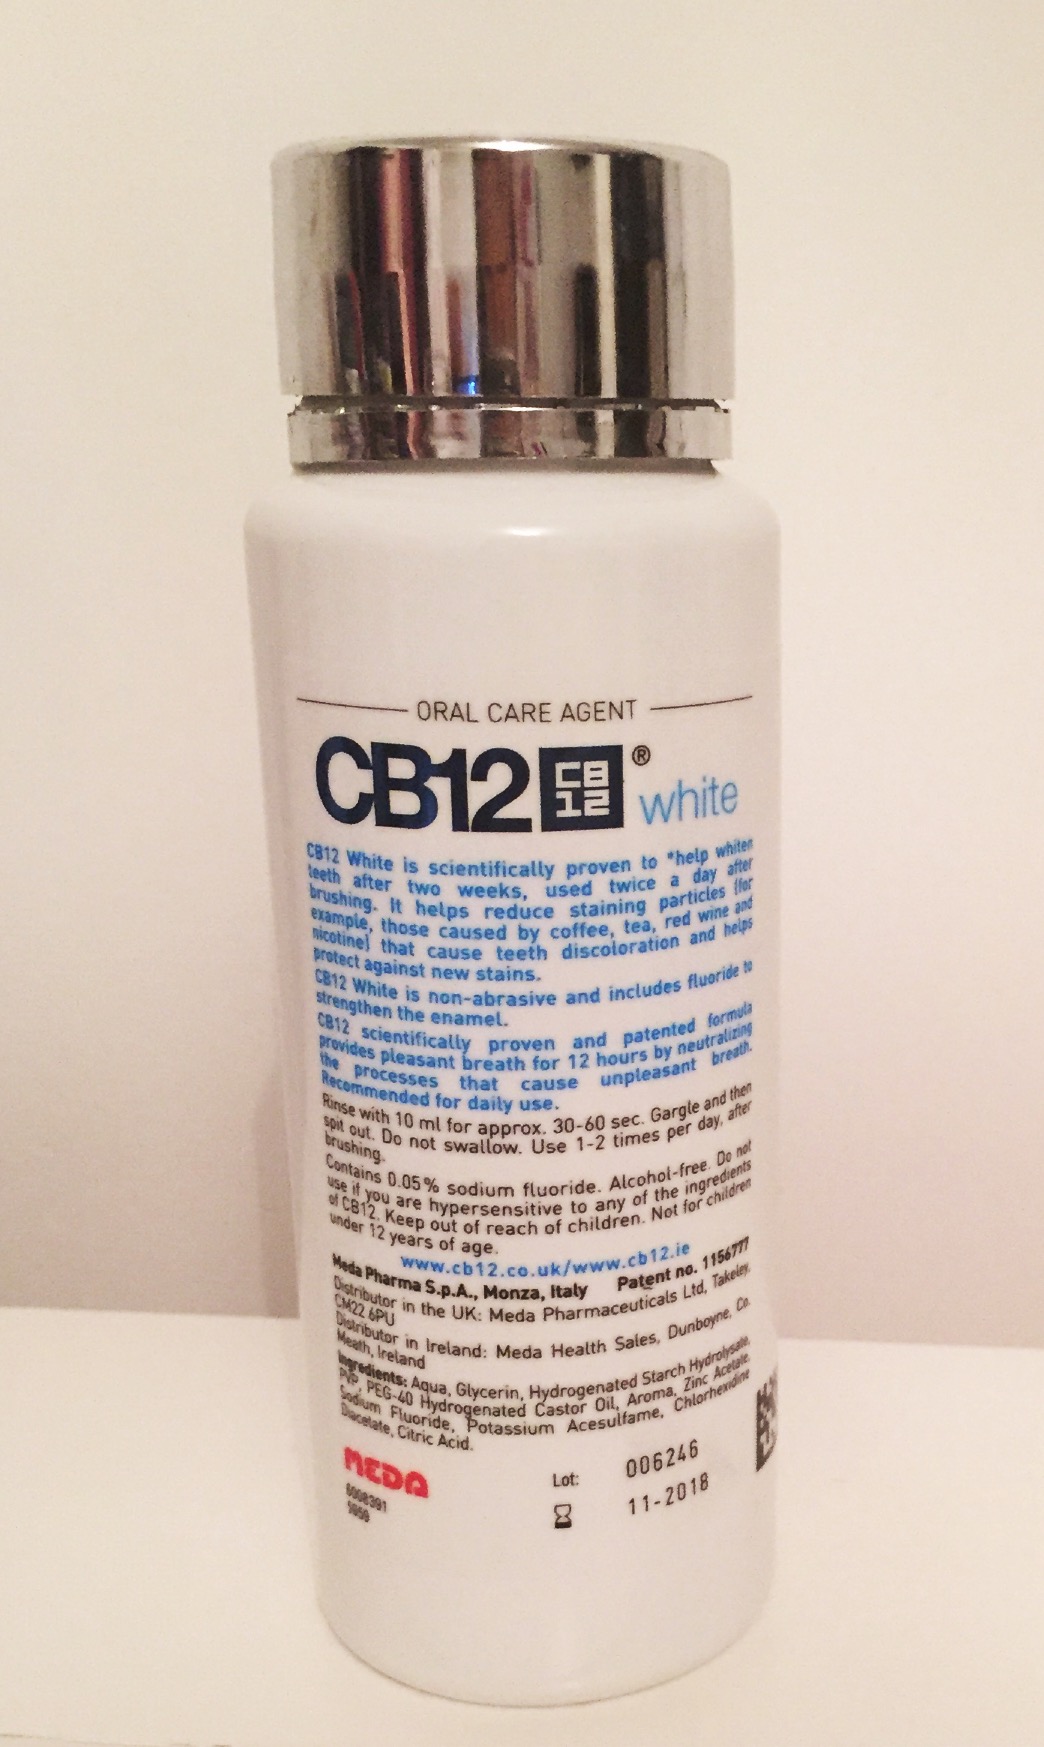 ORAL CARE AGENT
CB12 CB 12 ® white
CB12 White is scientifically proven to *help whiten
teeth after two weeks, used twice a day after
brushing. It helps reduce staining particles (for
example, those caused by coffee, tea, red wine and
nicotine) that cause teeth discoloration and helps
protect against new stains.
CB12 White is non-abrasive and includes fluoride to
strengthen the enamel.
CB12 scientifically proven and patented formula
provides pleasant breath for 12 hours by neutralizing
the processes that cause unpleasant breath.
Recommended for daily use.
Rinse with 10 ml for approx. 30-60 sec. Gargle and then
spit out. Do not swallow. Use 1-2 times per day, after
brushing.
Contains 0.05% sodium fluoride. Alcohol-free. Do not
use if you are hypersensitive to any of the ingredients
of CB12. Keep out of reach of children. Not for children
under 12 years of age.
www.cb12.co.uk/www.cb12.ie
Meda Pharma S.p.A., Monza, Italy Patent no. 1156777
Distributor in the UK: Meda Pharmaceuticals Ltd, Takeley,
CM22 6PU
Distributor in Ireland: Meda Health Sales, Dunboyne, Co.
Meath, Ireland
Ingredients: Aqua, Glycerin, Hydrogenated Starch Hydrolysate,
PVP, PEG-40 Hydrogenated Castor Oil, Aroma, Zinc Acetate,
Sodium Fluoride, Potassium Acesulfame, Chlorhexidine
Diacetate, Citric Acid.
MEDA
Lot: 006246
11-2018